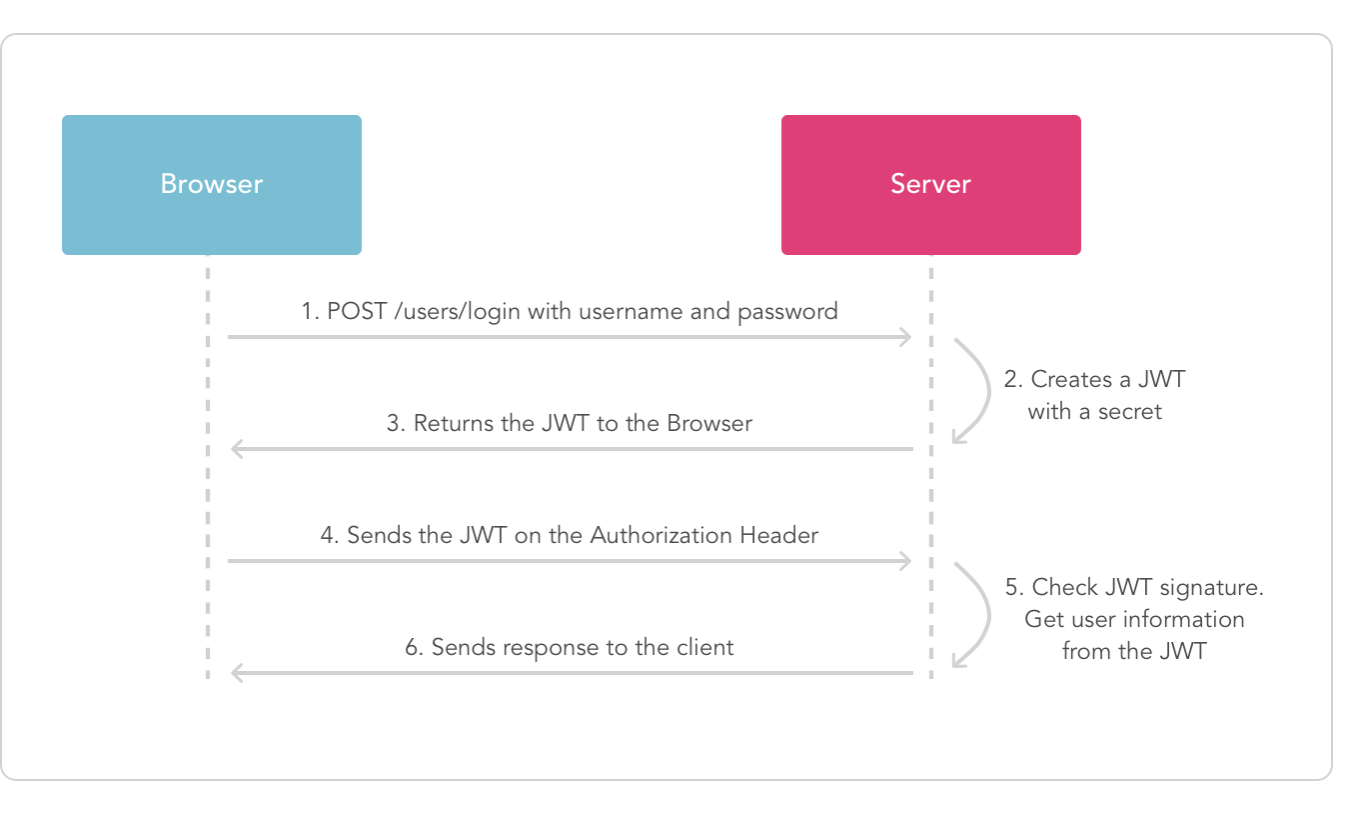 Browser
Server
1. POST /users/login with username and password
2. Creates a JWT
with a secret
3. Returns the JWT to the Browser
4. Sends the JWT on the Authorization Header
5. Check JWT signature.
Get user information
from the JWT
6. Sends response to the client